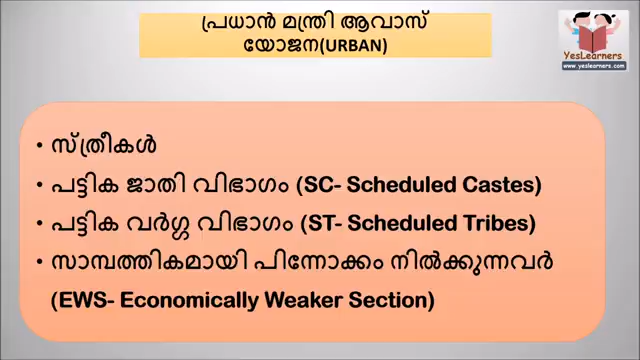 പ്രധാൻ മന്ത്രി ആവാസ്
യോജന(URBAN)
YesLearners
www.yeslearners.com
• സ്ത്രീകൾ
• പട്ടിക ജാതി വിഭാഗം (SC- Scheduled Castes)
• പട്ടിക വർഗ്ഗ വിഭാഗം (ST- Scheduled Tribes)
• സാമ്പത്തികമായി പിന്നോക്കം നിൽക്കുന്നവർ
(EWS- Economically Weaker Section)